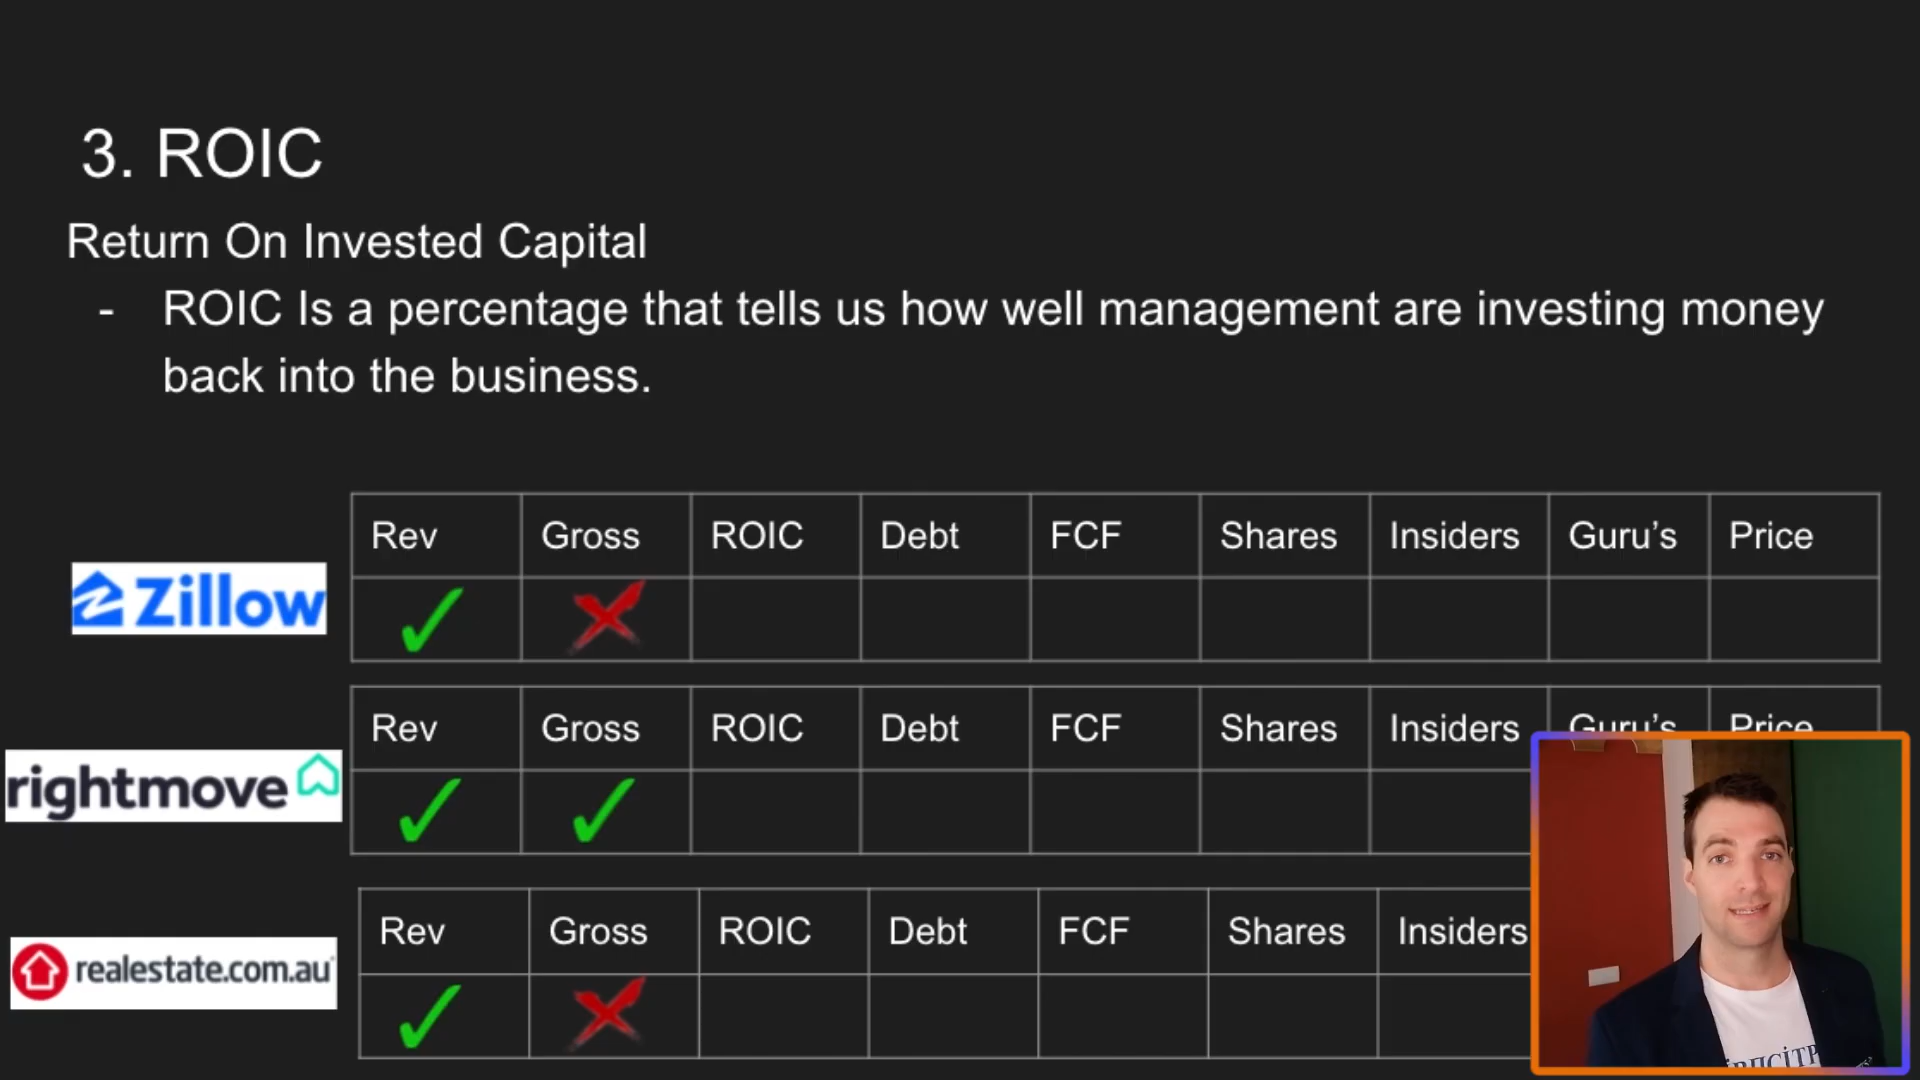 3. ROIC
Return On Invested Capital
- ROIC Is a percentage that tells us how well management are investing money
back into the business.
Rev Gross ROIC Debt FCF Shares Insiders Guru's Price
Zillow
Rev Gross ROIC Debt FCF Shares Insiders Guru's Price
rightmove
Rev Gross ROIC Debt FCF Shares Insiders
realestate.com.au